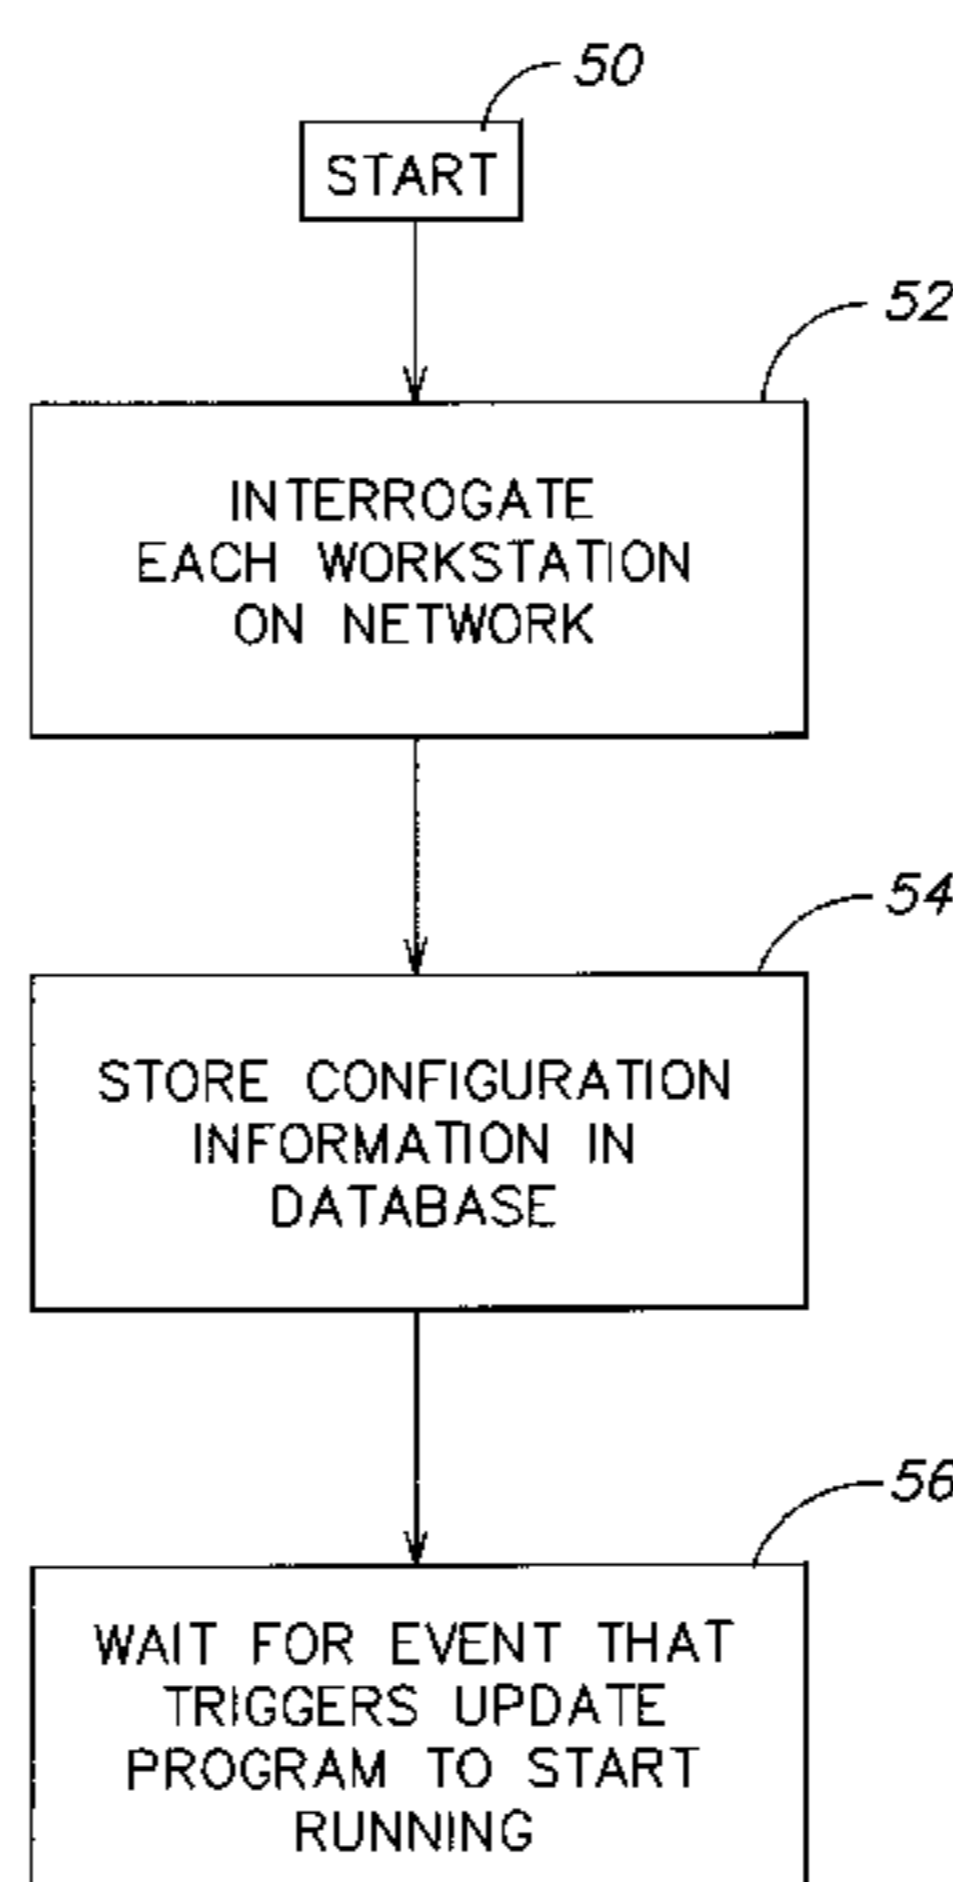 50
START
52
INTERROGATE
EACH WORKSTATION
ON NETWORK
54
STORE CONFIGURATION
INFORMATION IN
DATABASE
56
WAIT FOR EVENT THAT
TRIGGERS UPDATE
PROGRAM TO START
RUNNING